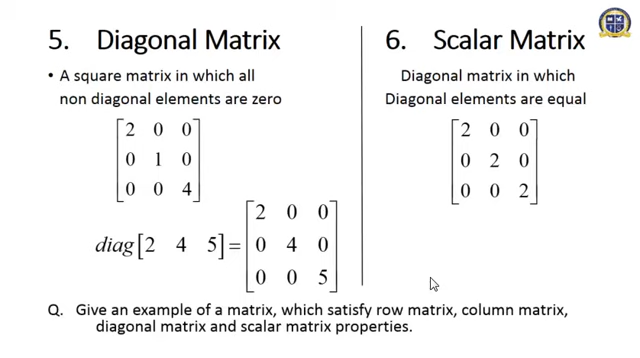 5. Diagonal Matrix
• A square matrix in which all
non diagonal elements are zero
2 0 0
0 1 0
0 0 4
diag[2 4 5]=
2 0 0
0 4 0
0 0 5
6. Scalar Matrix
Diagonal matrix in which
Diagonal elements are equal
2 0 0
0 2 0
0 0 2
Q. Give an example of a matrix, which satisfy row matrix, column matrix,
diagonal matrix and scalar matrix properties.